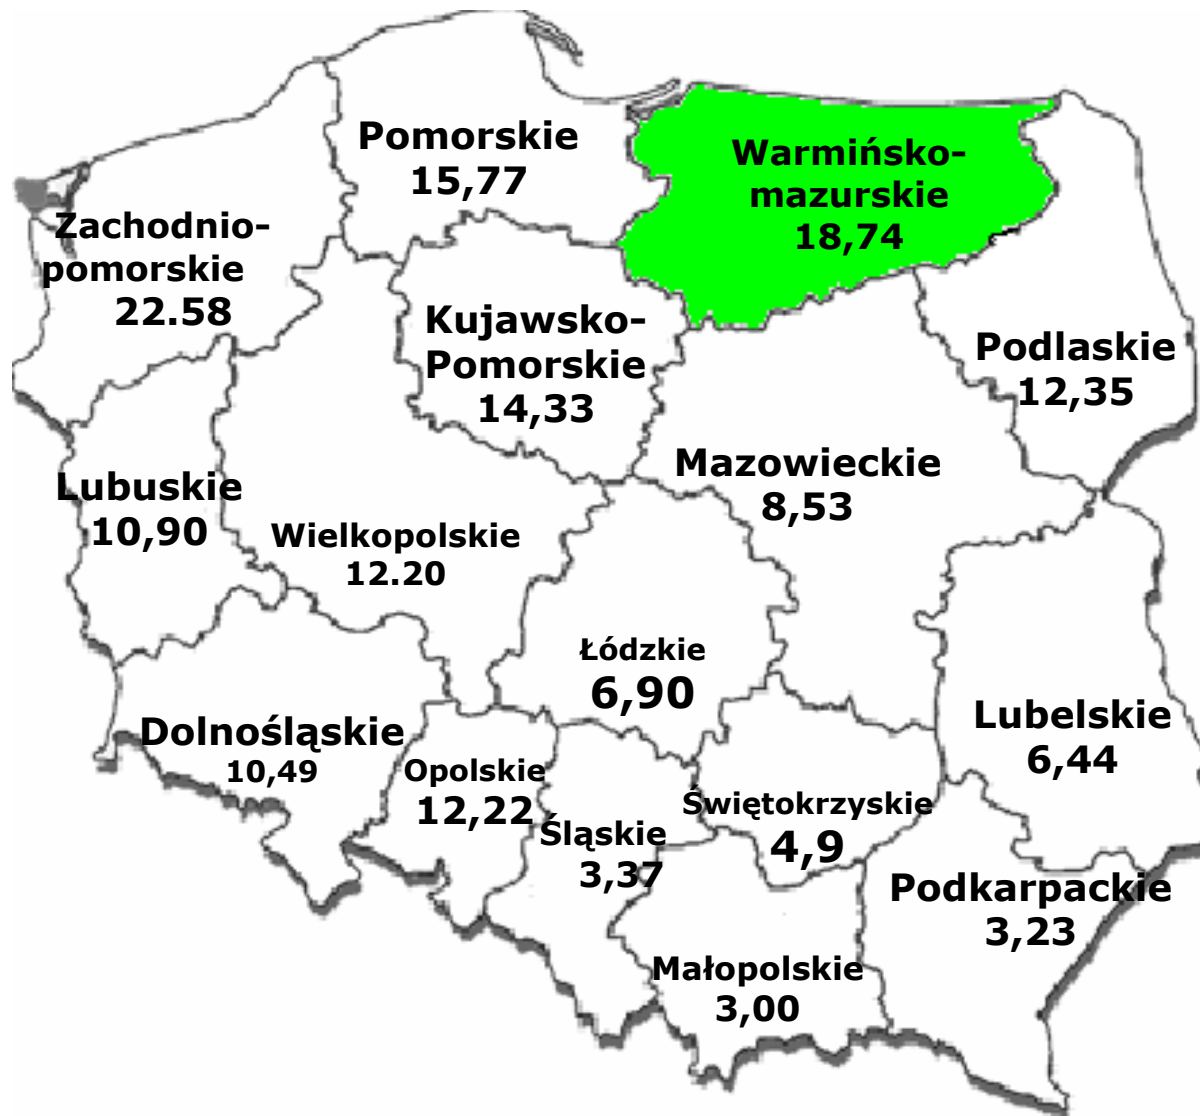 Pomorskie
15,77
Warmińsko-
mazurskie
18,74
Zachodnio-
pomorskie
22.58
Kujawsko-
Pomorskie
14,33
Podlaskie
12,35
Mazowieckie
8,53
Lubuskie
10,90
Wielkopolskie
12.20
Łódzkie
6,90
Lubelskie
6,44
Dolnośląskie
10,49
Opolskie
12,22
Śląskie
3,37
Świętokrzyskie
4,9
Podkarpackie
3,23
Małopolskie
3,00